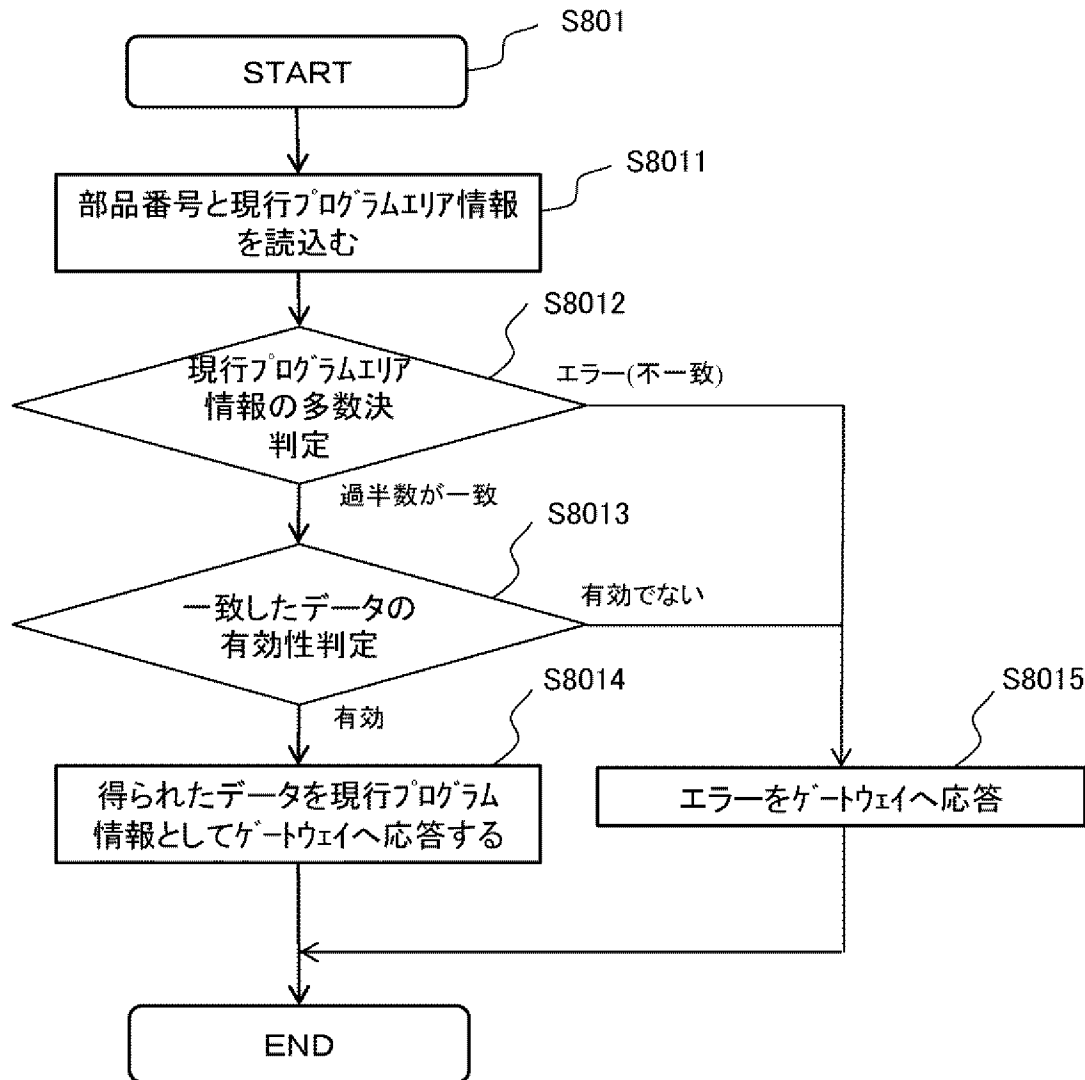 S801
START
S8011
部品番号と現行ﾌﾟﾛｸﾞﾗﾑｴﾘｱ情報
を読込む
S8012
現行ﾌﾟﾛｸﾞﾗﾑｴﾘｱ
情報の多数決
判定
エラー(不一致)
過半数が一致
S8013
一致したデータの
有効性判定
有効でない
S8014
有効
S8015
得られたデータを現行ﾌﾟﾛｸﾞﾗﾑ
情報としてｹﾞｰﾄｳｪｲへ応答する
エラーをｹﾞｰﾄｳｪｲへ応答
END